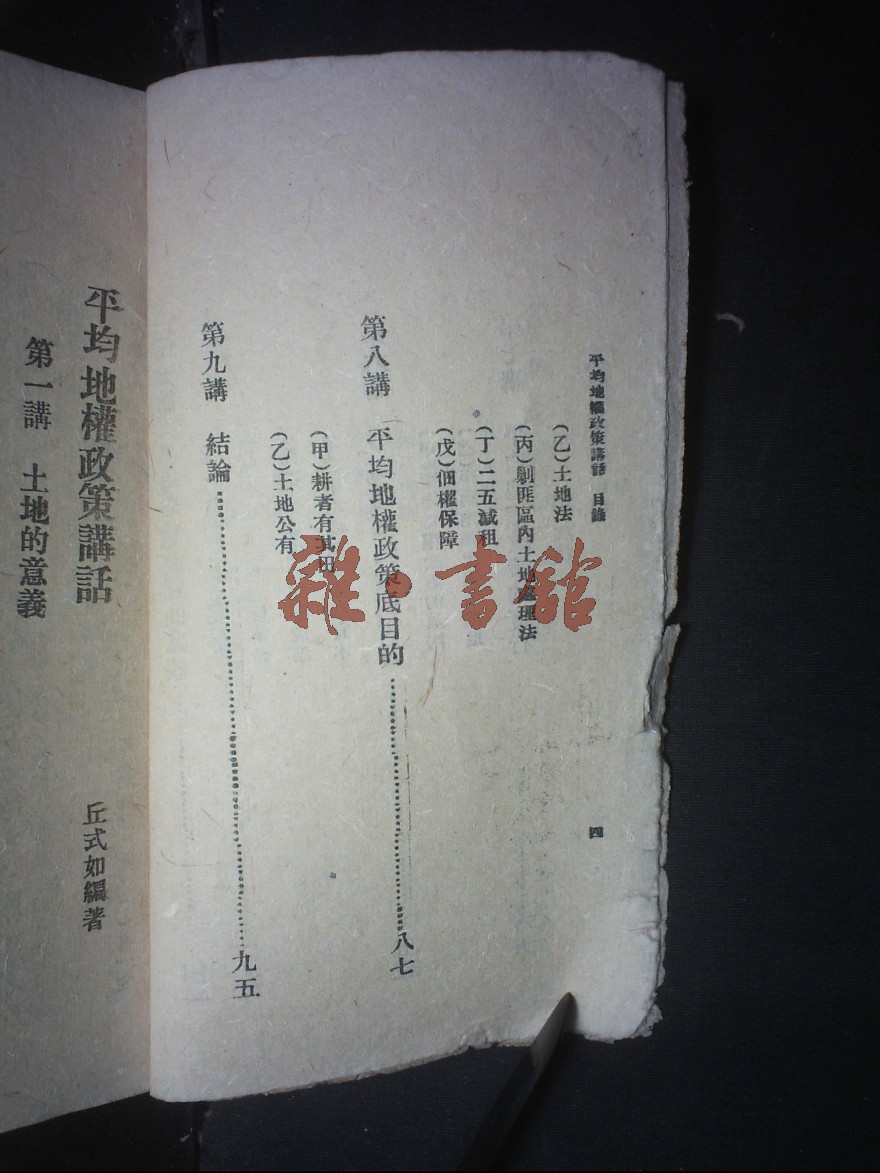 平均地權政策講話　目錄
四
(乙)土地法
(丙)剿匪區內土地處理法
(丁)二五減租
(戊)佃權保障
第八講　平均地權政策底目的……八七
(甲)耕者有其田
(乙)土地公有
第九講　結論……九五
平均地權政策講話
丘式如編著
第一講　土地的意義
雜·書館